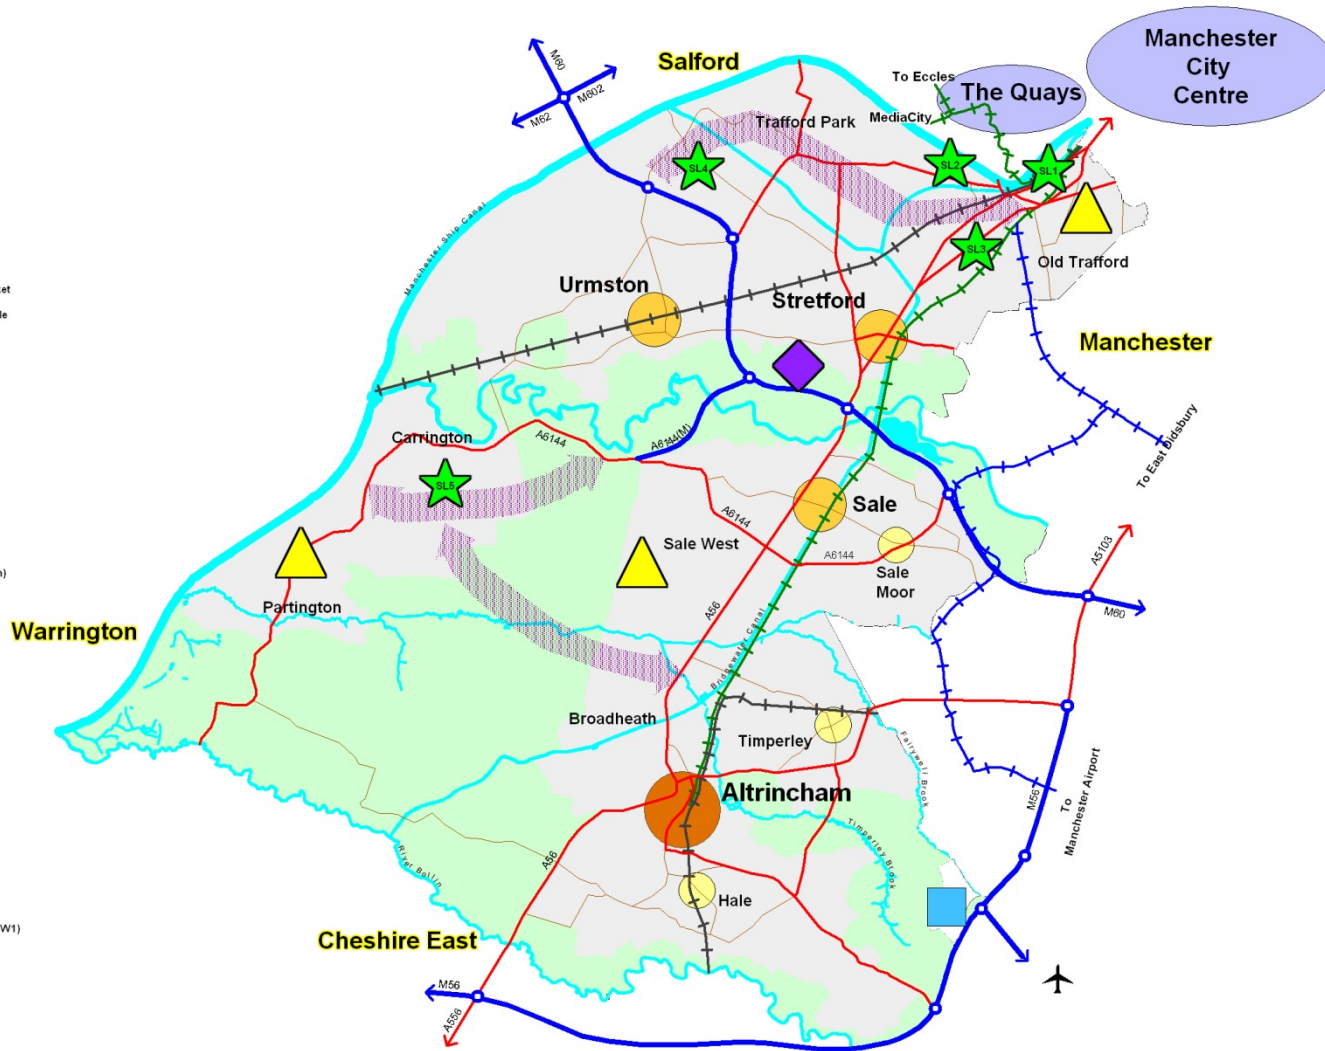 Manchester
City
Centre
Salford
M60
M602
M62
To Eccles
The Quays
MediaCity
Trafford Park
SL4
SL2
SL1
SL3
Old Trafford
Manchester Ship Canal
Urmston
Stretford
Manchester
Carrington
A6144
A6144(M)
To East Didsbury
SL5
Sale
A6144
Sale West
A6144
Sale
Moor
A5103
M60
Partington
Warrington
A56
Bridgewater Canal
Broadheath
Timperley
Fairywell Brook
Altrincham
M56
To
Manchester Airport
Timperley Brook
A56
River Bollin
Hale
W1)
Cheshire East
M56
A556